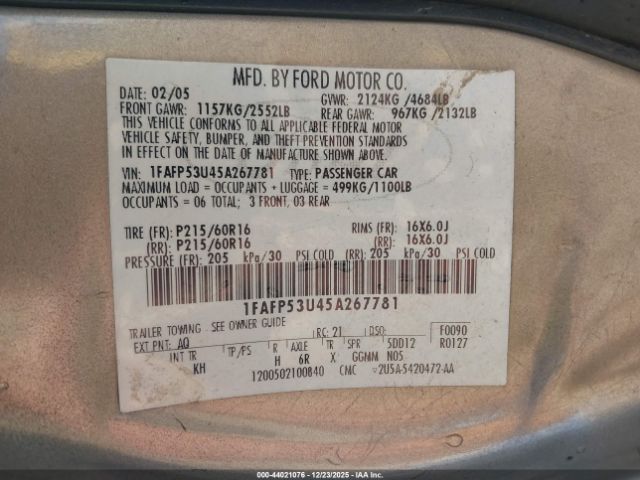 MFD. BY FORD MOTOR CO.
DATE: 02/05 GVWR: 2124KG /4684LB
FRONT GAWR: 1157KG/2552LB REAR GAWR: 967KG/2132LB
THIS VEHICLE CONFORMS TO ALL APPLICABLE FEDERAL MOTOR
VEHICLE SAFETY, BUMPER, AND THEFT PREVENTION STANDARDS
IN EFFECT ON THE DATE OF MANUFACTURE SHOWN ABOVE.
VIN: 1FAFP53U45A267781 TYPE: PASSENGER CAR
MAXIMUM LOAD = OCCUPANTS + LUGGAGE = 499KG/1100LB
OCCUPANTS = 06 TOTAL; 3 FRONT, 03 REAR
TIRE (FR): P215/60R16 RIMS (FR): 16X6.0J
(RR): P215/60R16 (RR): 16X6.0J
PRESSURE (FR): 205 kPa/30 PSI COLD (RR): 205 kPa/30 PSI COLD
1FAFP53U45A267781
TRAILER TOWING - SEE OWNER GUIDE
EXT PNT: AQ RC: 21 DSO: F0090
INT TR TP/PS R AXLE TR SPR 5DD12 R0127
KH H 6R X GGMM NOS
1200502100840 CMC 2U5A-5420472-AA
000-44021076 - 12/23/2025 - IAAI.CA